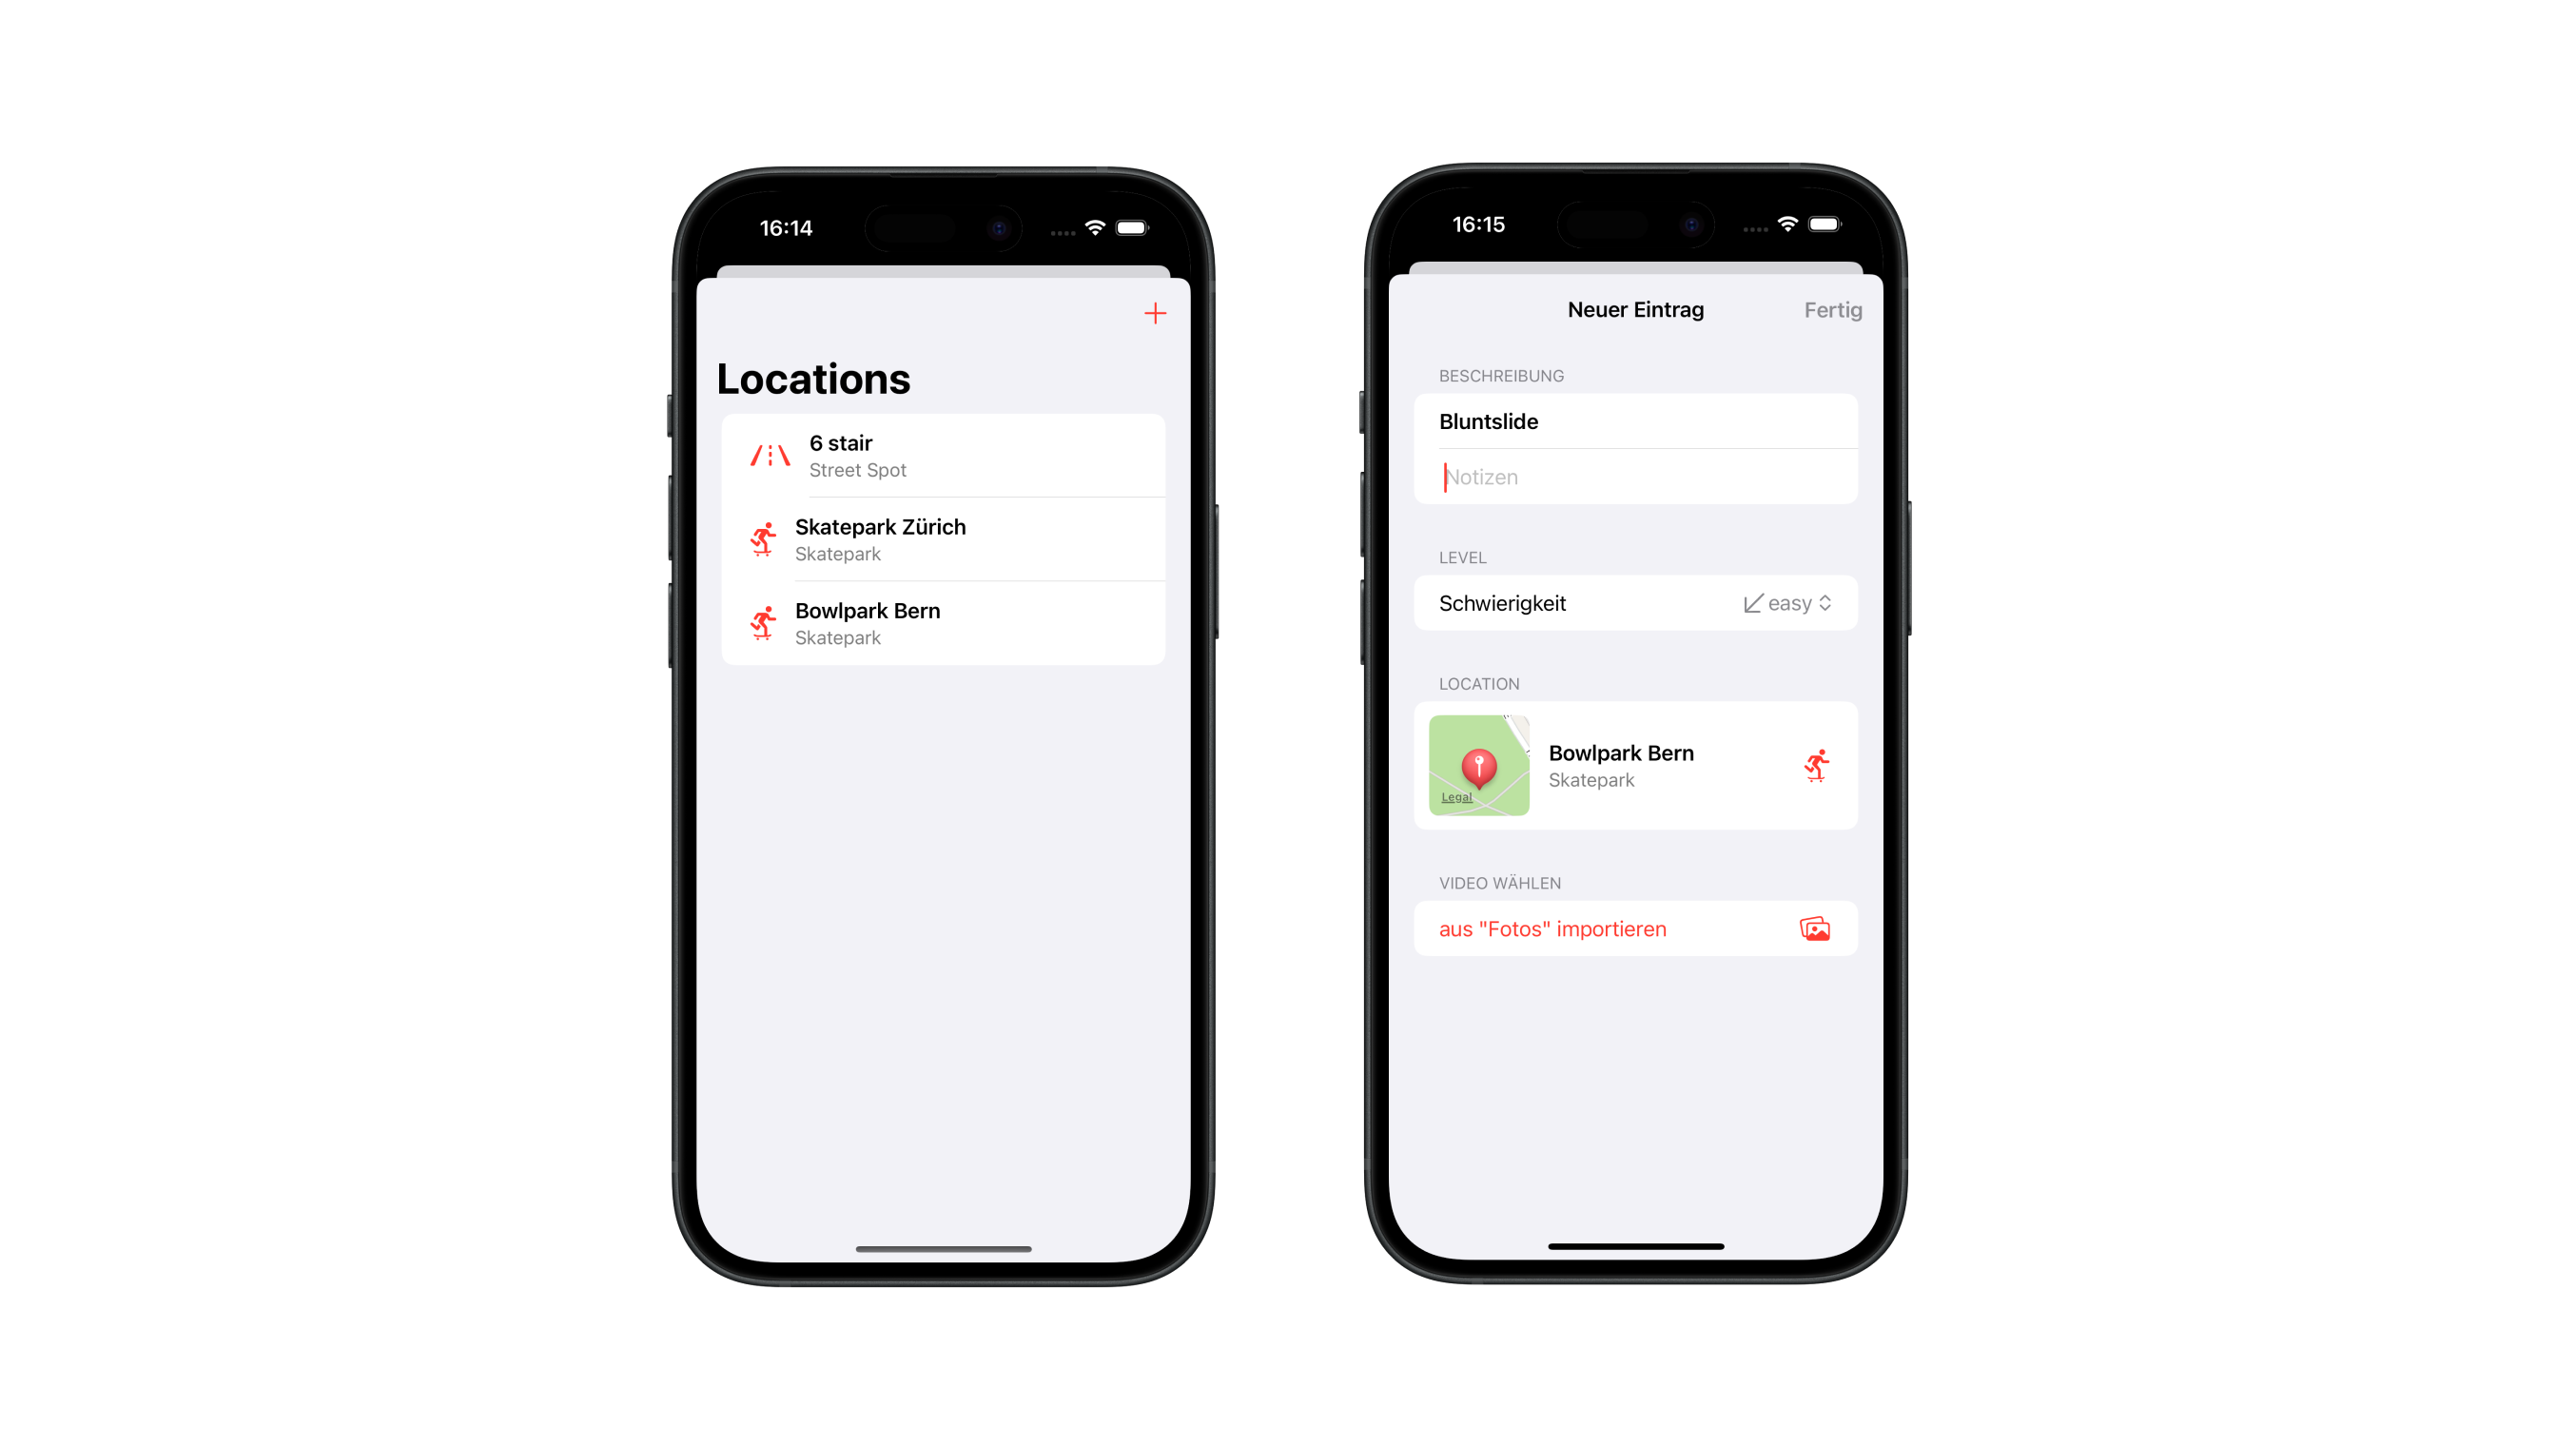 16:14
Locations
6 stair
Street Spot
Skatepark Zürich
Skatepark
Bowlpark Bern
Skatepark
16:15
Neuer Eintrag
Fertig
BESCHREIBUNG
Bluntslide
Notizen
LEVEL
Schwierigkeit
easy
LOCATION
Legal
Bowlpark Bern
Skatepark
VIDEO WÄHLEN
aus "Fotos" importieren